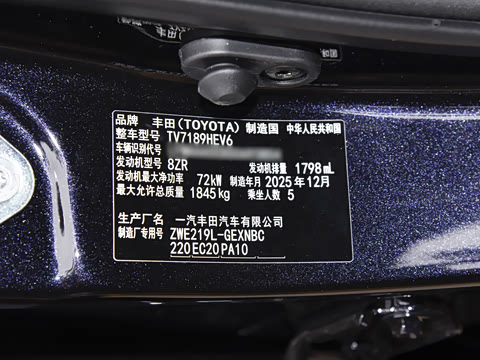 品牌 丰田(TOYOTA) 制造国 中华人民共和国
整车型号 TV7189HEV6
车辆识别代号
发动机型号 8ZR 发动机排量 1798mL
发动机最大净功率 72kW 制造年月 2025年12月
最大允许总质量 1845kg 乘坐人数 5
生产厂名 一汽丰田汽车有限公司
制造厂专用号 ZWE219L-GEXNBC
220EC20PA10